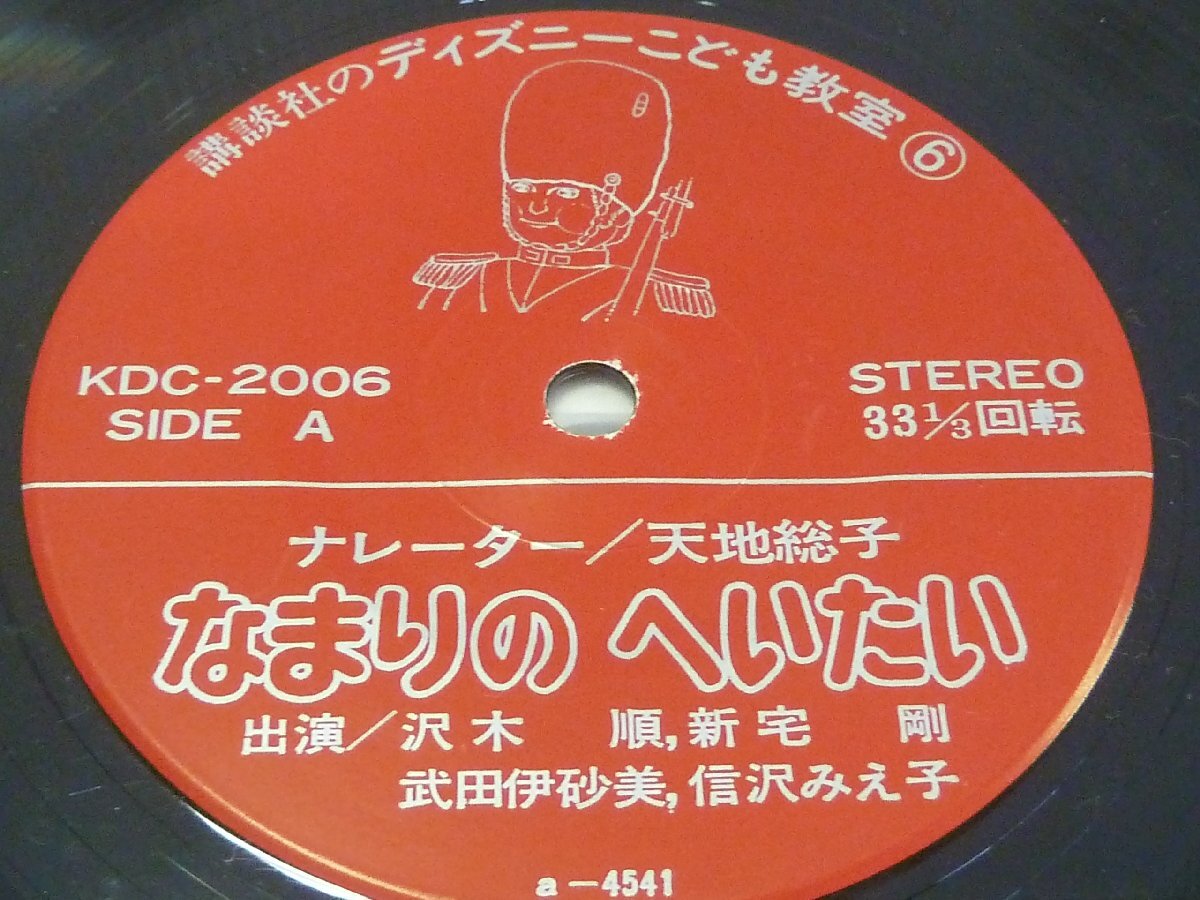 講談社のディズニーこども教室⑥
KDC-2006
SIDE A
STEREO
33 1/3回転
ナレーター/天地総子
なまりの へいたい
出演/沢木 順,新宅 剛
武田伊砂美,信沢みえ子
a-4541